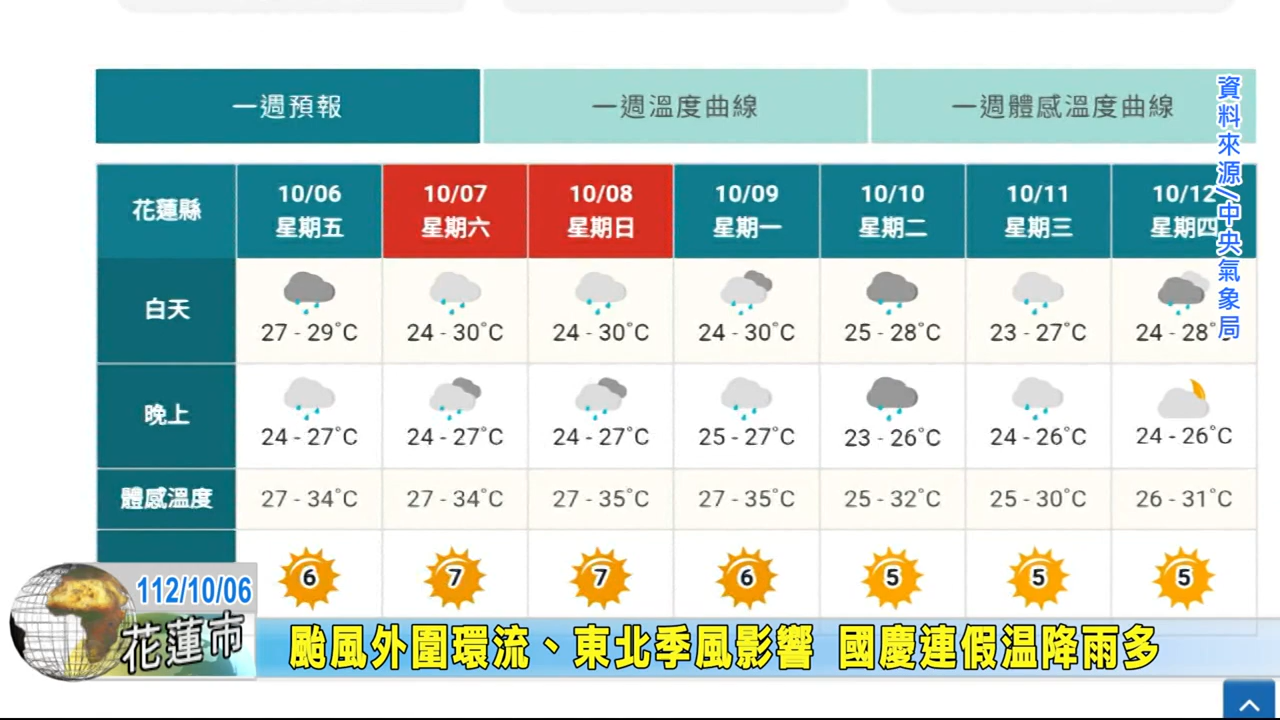 一週預報
一週溫度曲線
一週體感溫度曲線
資料來源/中央氣象局
花蓮縣
10/06 10/07 10/08 10/09 10/10 10/11 10/12
星期五 星期六 星期日 星期一 星期二 星期三 星期四
白天
27 - 29°C 24 - 30°C 24 - 30°C 24 - 30°C 25 - 28°C 23 - 27°C 24 - 28°C
晚上
24 - 27°C 24 - 27°C 24 - 27°C 25 - 27°C 23 - 26°C 24 - 26°C 24 - 26°C
體感溫度 27 - 34°C 27 - 34°C 27 - 35°C 27 - 35°C 25 - 32°C 25 - 30°C 26 - 31°C
6 7 7 6 5 5 5
112/10/06
花蓮市
颱風外圍環流、東北季風影響 國慶連假温降雨多